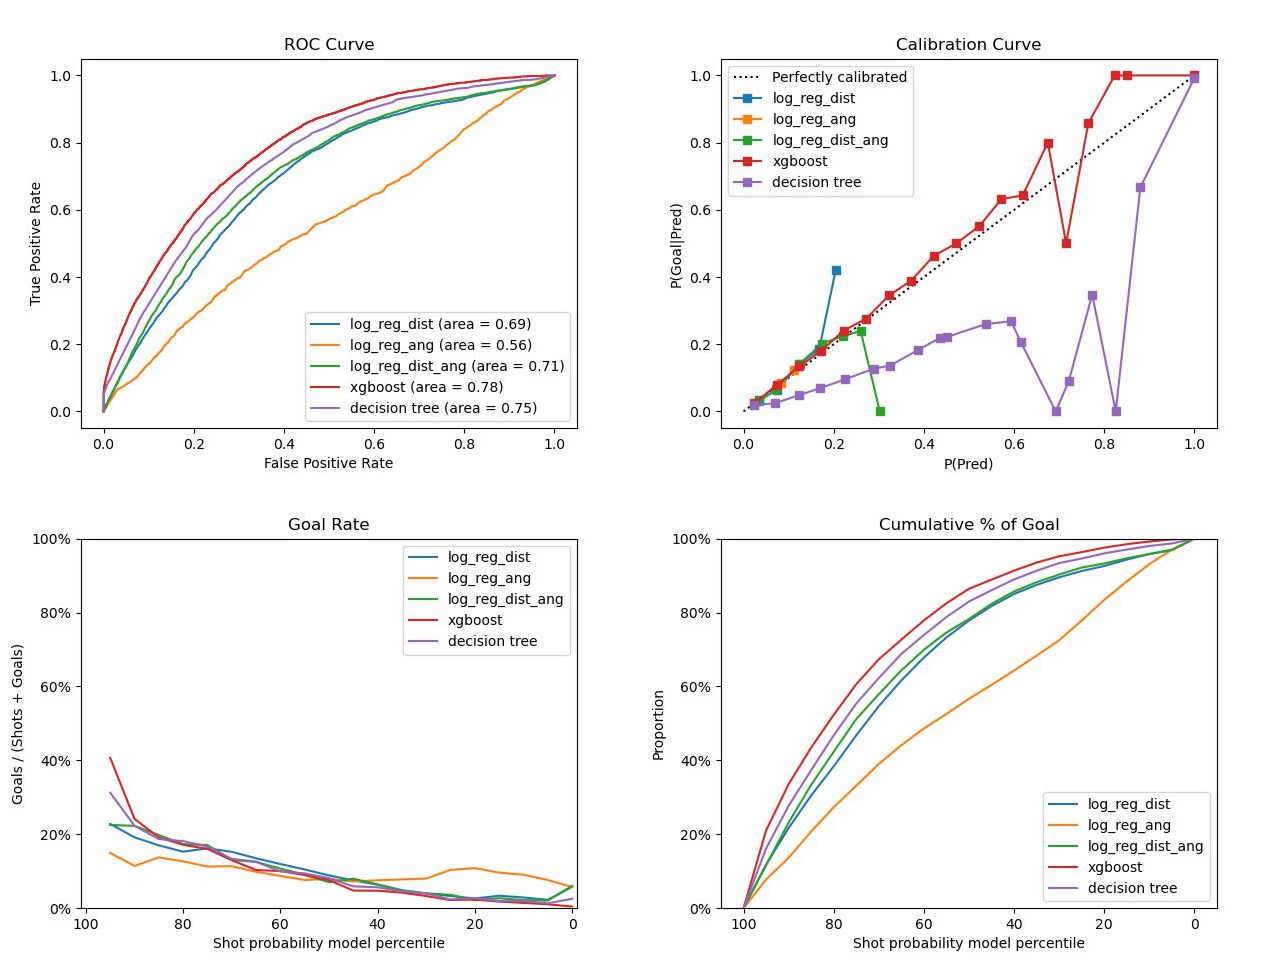 ROC Curve
1.0
0.8
0.6
0.4
0.2
0.0
True Positive Rate
0.0 0.2 0.4 0.6 0.8 1.0
False Positive Rate
log_reg_dist (area = 0.69)
log_reg_ang (area = 0.56)
log_reg_dist_ang (area = 0.71)
xgboost (area = 0.78)
decision tree (area = 0.75)
Calibration Curve
1.0
0.8
0.6
0.4
0.2
0.0
P(Goal|Pred)
0.0 0.2 0.4 0.6 0.8 1.0
P(Pred)
Perfectly calibrated
log_reg_dist
log_reg_ang
log_reg_dist_ang
xgboost
decision tree
Goal Rate
100%
80%
60%
40%
20%
0%
Goals / (Shots + Goals)
100 80 60 40 20 0
Shot probability model percentile
log_reg_dist
log_reg_ang
log_reg_dist_ang
xgboost
decision tree
Cumulative % of Goal
100%
80%
60%
40%
20%
0%
Proportion
100 80 60 40 20 0
Shot probability model percentile
log_reg_dist
log_reg_ang
log_reg_dist_ang
xgboost
decision tree